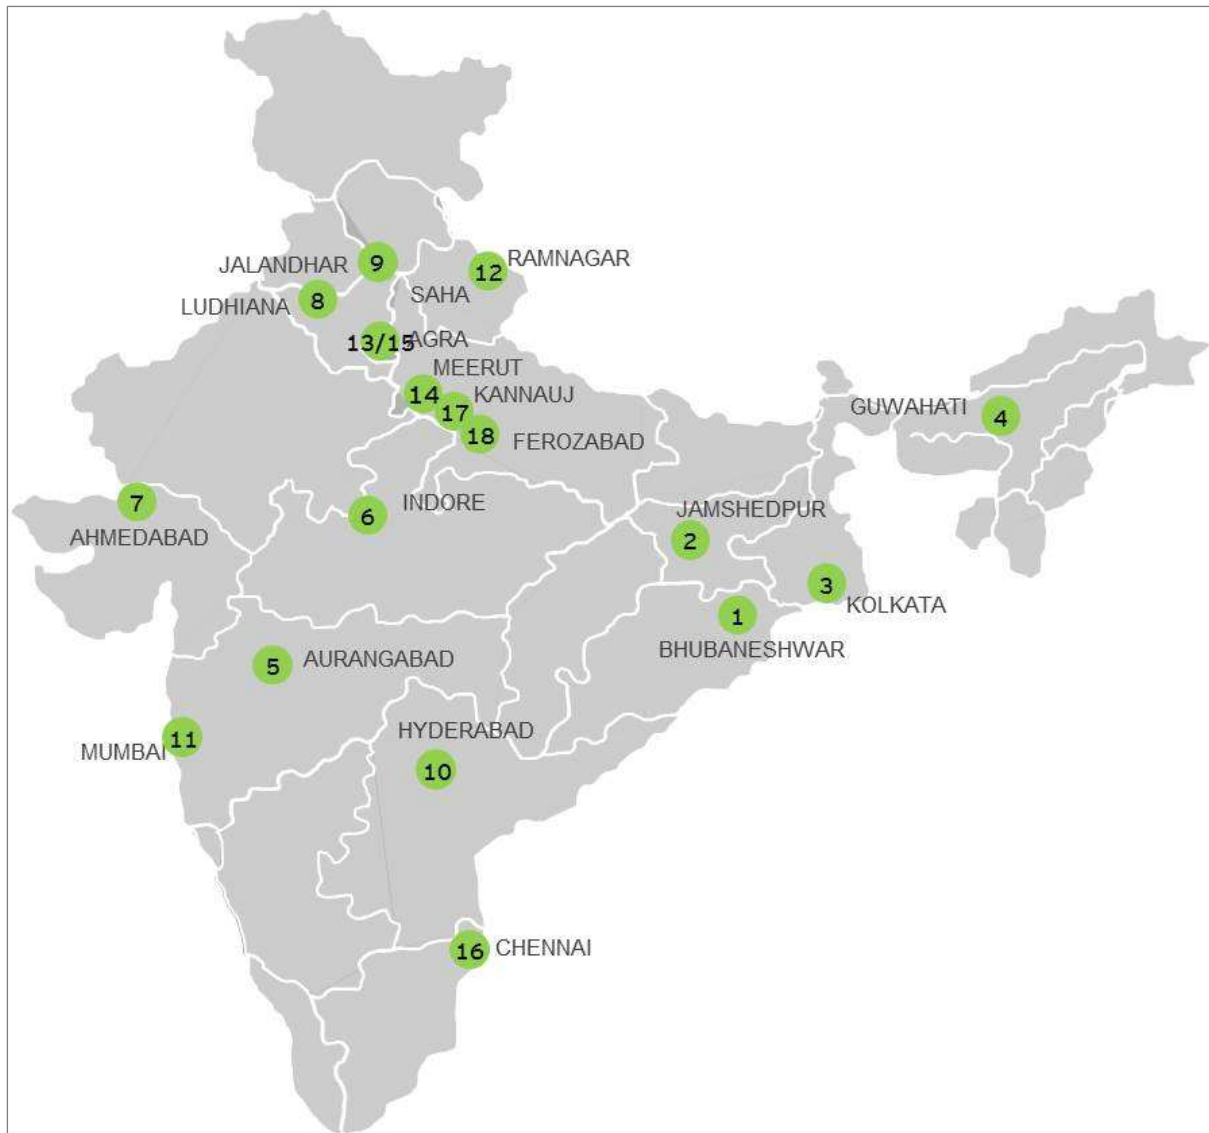 RAMNAGAR
JALANDHAR
9
12
SAHA
LUDHIANA
8
13/15
AGRA
MEERUT
14
KANNAUJ
17
18
FEROZABAD
GUWAHATI
4
7
AHMEDABAD
6
INDORE
JAMSHEDPUR
2
3
KOLKATA
1
BHUBANESHWAR
5
AURANGABAD
11
MUMBAI
HYDERABAD
10
16
CHENNAI